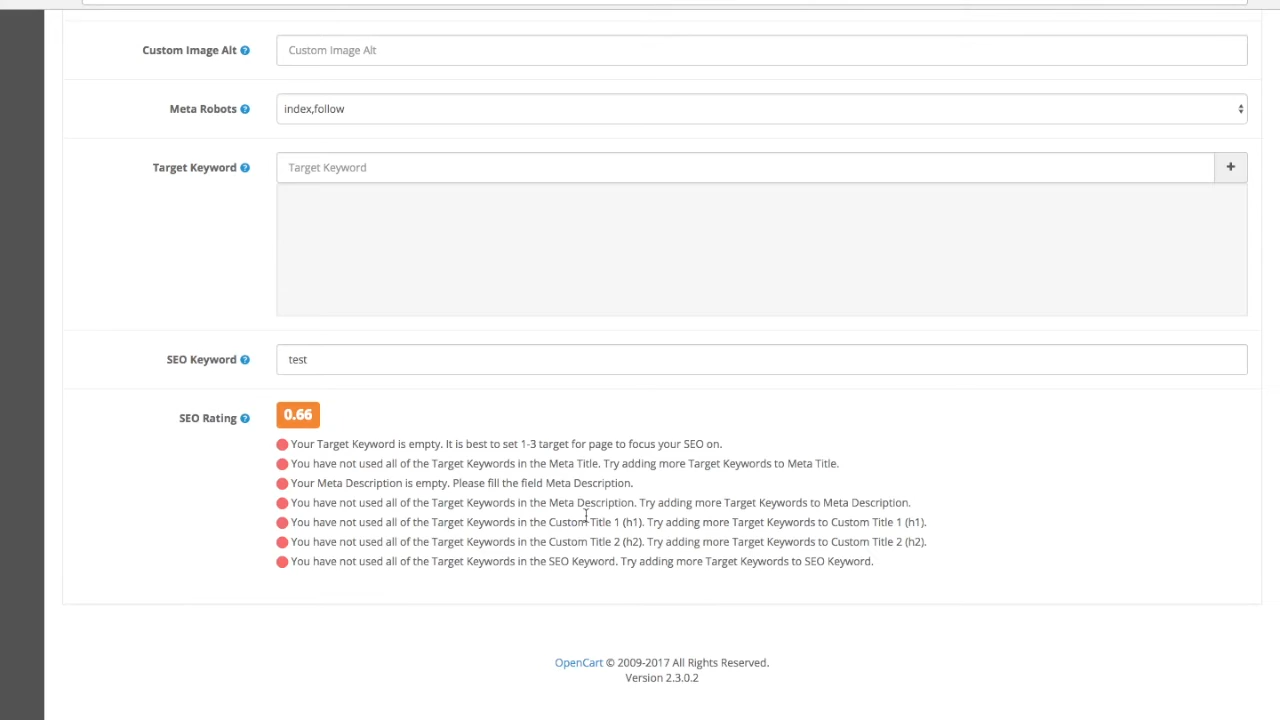 Custom Image Alt
Custom Image Alt
Meta Robots
index,follow
Target Keyword
Target Keyword
SEO Keyword
test
SEO Rating
0.66
Your Target Keyword is empty. It is best to set 1-3 target for page to focus your SEO on.
You have not used all of the Target Keywords in the Meta Title. Try adding more Target Keywords to Meta Title.
Your Meta Description is empty. Please fill the field Meta Description.
You have not used all of the Target Keywords in the Meta Description. Try adding more Target Keywords to Meta Description.
You have not used all of the Target Keywords in the Custom Title 1 (h1). Try adding more Target Keywords to Custom Title 1 (h1).
You have not used all of the Target Keywords in the Custom Title 2 (h2). Try adding more Target Keywords to Custom Title 2 (h2).
You have not used all of the Target Keywords in the SEO Keyword. Try adding more Target Keywords to SEO Keyword.
OpenCart © 2009-2017 All Rights Reserved.
Version 2.3.0.2